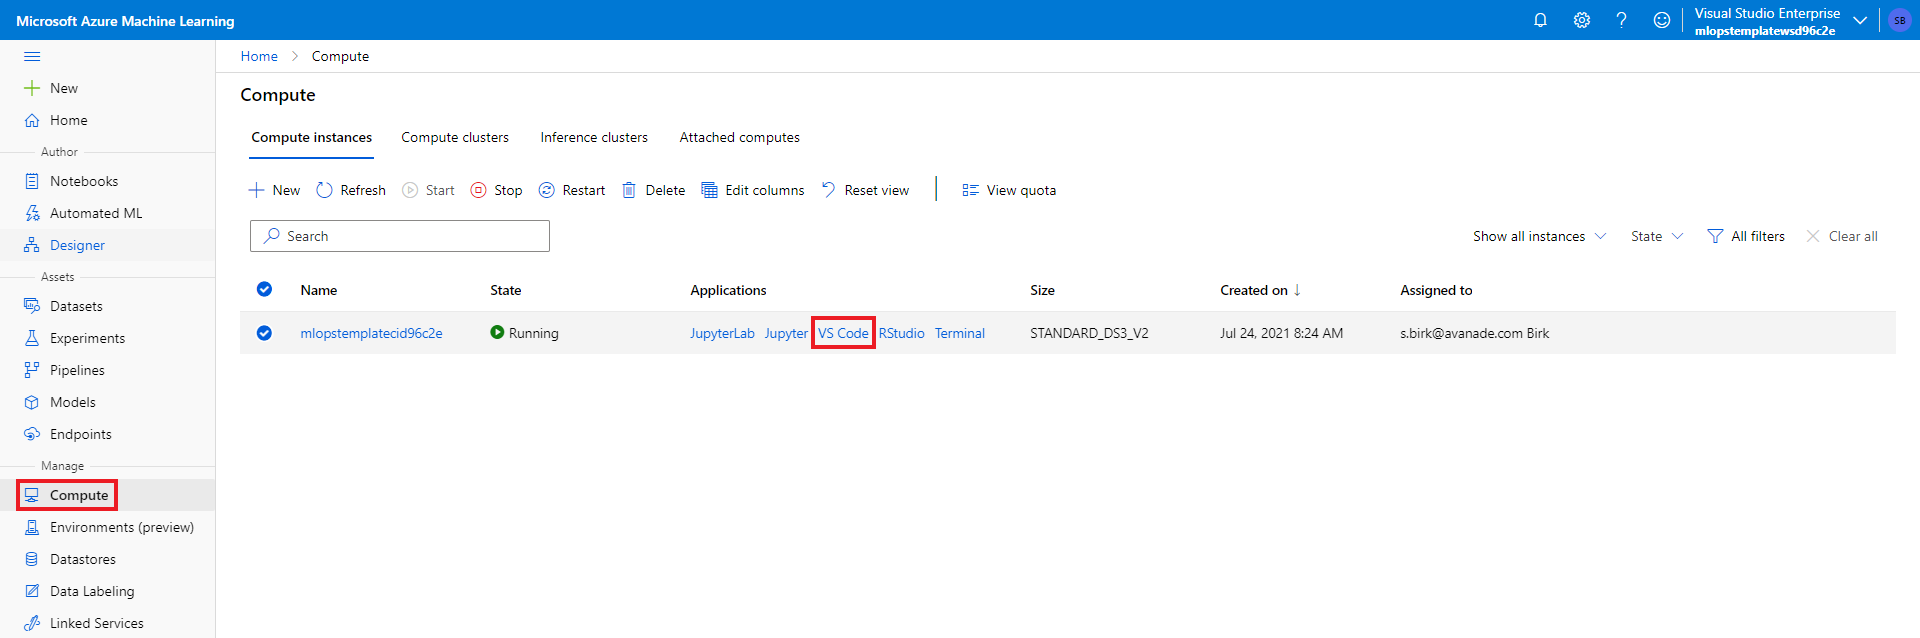 Microsoft Azure Machine Learning
Visual Studio Enterprise
mlopstemplatewsd96c2e
SB
New
Home
Author
Notebooks
Automated ML
Designer
Assets
Datasets
Experiments
Pipelines
Models
Endpoints
Manage
Compute
Environments (preview)
Datastores
Data Labeling
Linked Services
Home > Compute
Compute
Compute instances Compute clusters Inference clusters Attached computes
New Refresh Start Stop Restart Delete Edit columns Reset view View quota
Search
Show all instances State All filters Clear all
Name State Applications Size Created on ↓ Assigned to
mlopstemplatecid96c2e Running JupyterLab Jupyter VS Code RStudio Terminal STANDARD_DS3_V2 Jul 24, 2021 8:24 AM s.birk@avanade.com Birk